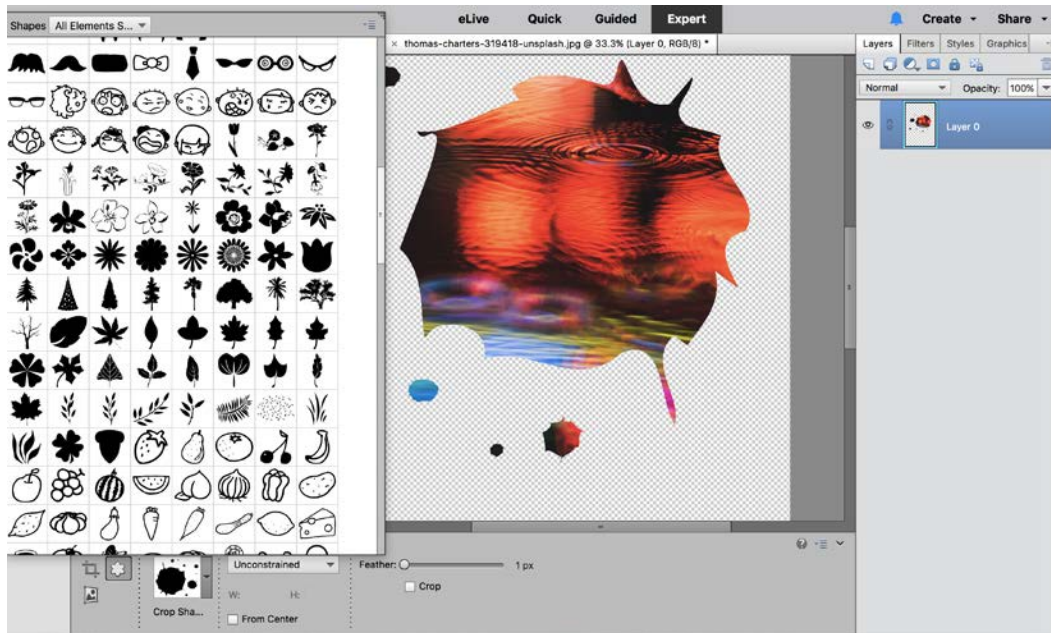 eLive Quick Guided Expert Create Share
Shapes All Elements S...
× thomas-charters-319418-unsplash.jpg @ 33.3% (Layer 0, RGB/8) *
Layers Filters Styles Graphics
Normal Opacity: 100%
Layer 0
Unconstrained Feather: 1 px
W: H: Crop
Crop Sha... From Center